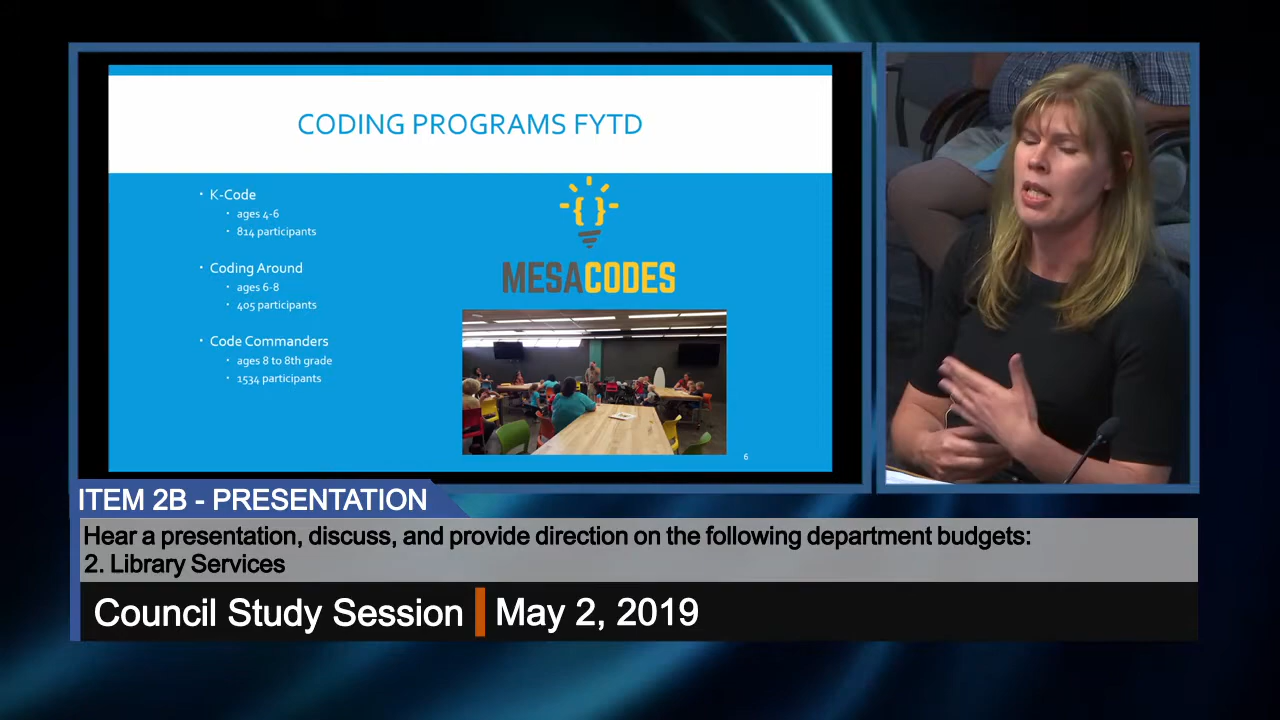 CODING PROGRAMS FYTD
• K-Code
• ages 4-6
• 814 participants
• Coding Around
• ages 6-8
• 405 participants
• Code Commanders
• ages 8 to 8th grade
• 1534 participants
{ }
MESACODES
6
ITEM 2B - PRESENTATION
Hear a presentation, discuss, and provide direction on the following department budgets:
2. Library Services
Council Study Session
May 2, 2019